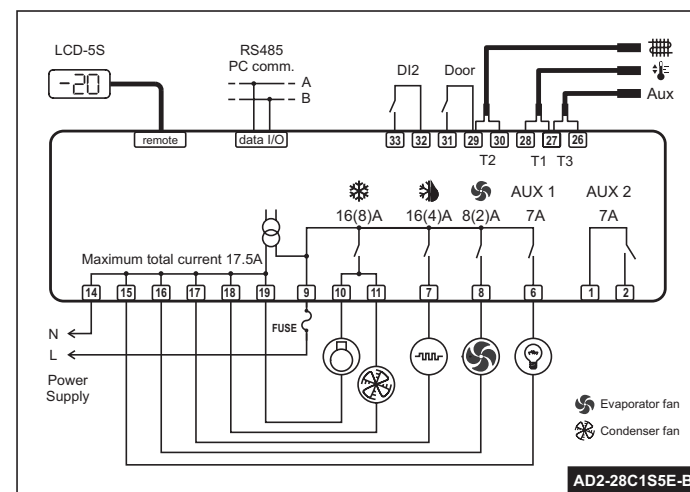 LCD-5S
-20
RS485
PC comm.
A
B
DI2
Door
Aux
remote
data I/O
33 32 31 29 30 28 27 26
T2 T1 T3
AUX 1
AUX 2
16(8)A
16(4)A
8(2)A
7A
7A
Maximum total current 17.5A
14 15 16 17 18 19 9 10 11 7 8 6 1 2
FUSE
N
L
Power
Supply
Evaporator fan
Condenser fan
AD2-28C1S5E-B